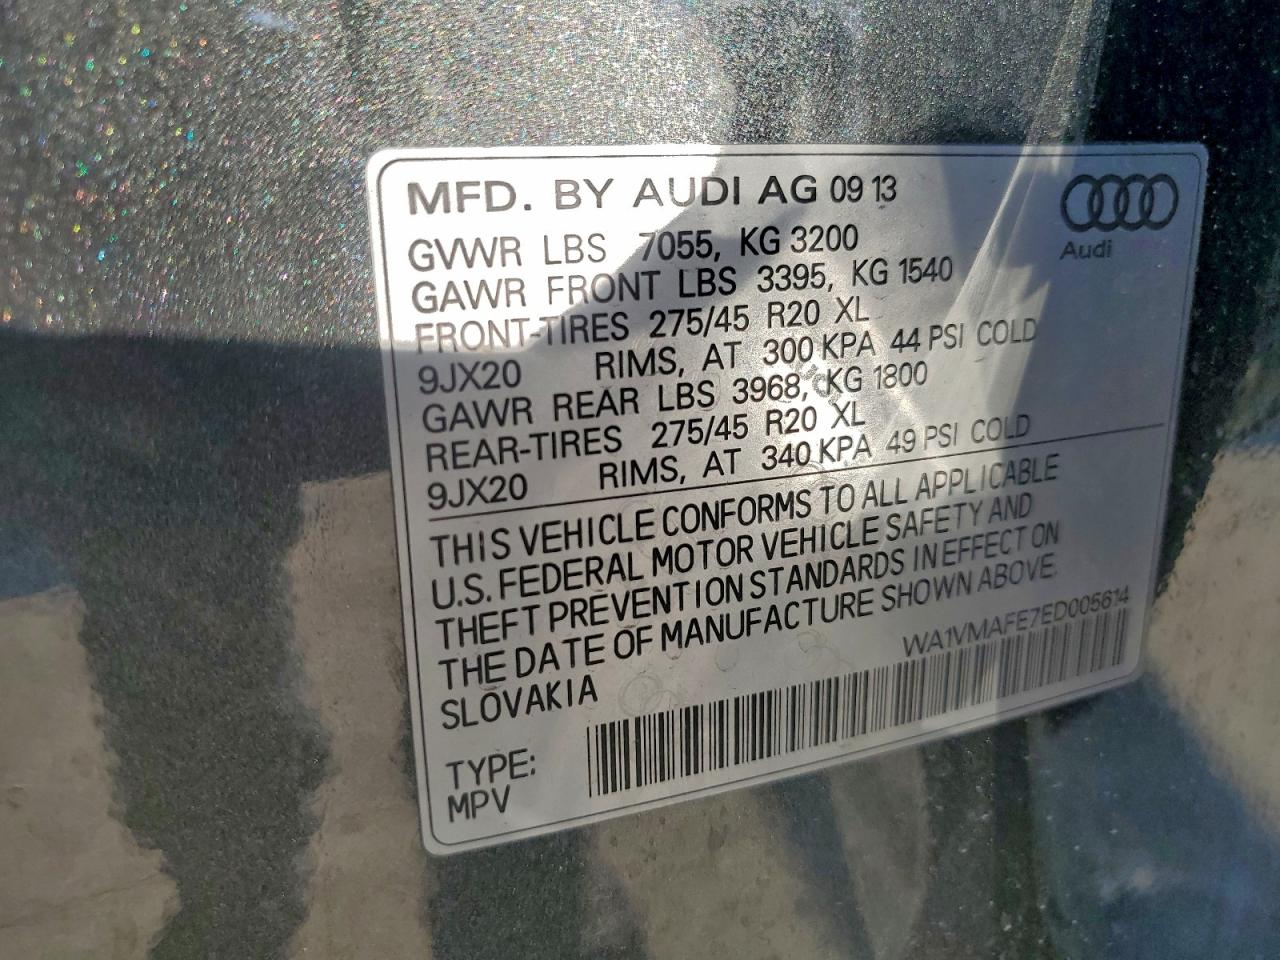 MFD. BY AUDI AG 09 13
Audi
GVWR LBS 7055, KG 3200
GAWR FRONT LBS 3395, KG 1540
FRONT-TIRES 275/45 R20 XL
9JX20 RIMS, AT 300 KPA 44 PSI COLD
GAWR REAR LBS 3968, KG 1800
REAR-TIRES 275/45 R20 XL
9JX20 RIMS, AT 340 KPA 49 PSI COLD
THIS VEHICLE CONFORMS TO ALL APPLICABLE
U.S. FEDERAL MOTOR VEHICLE SAFETY AND
THEFT PREVENTION STANDARDS IN EFFECT ON
THE DATE OF MANUFACTURE SHOWN ABOVE.
SLOVAKIA
WA1VMAFE7ED005614
TYPE:
MPV